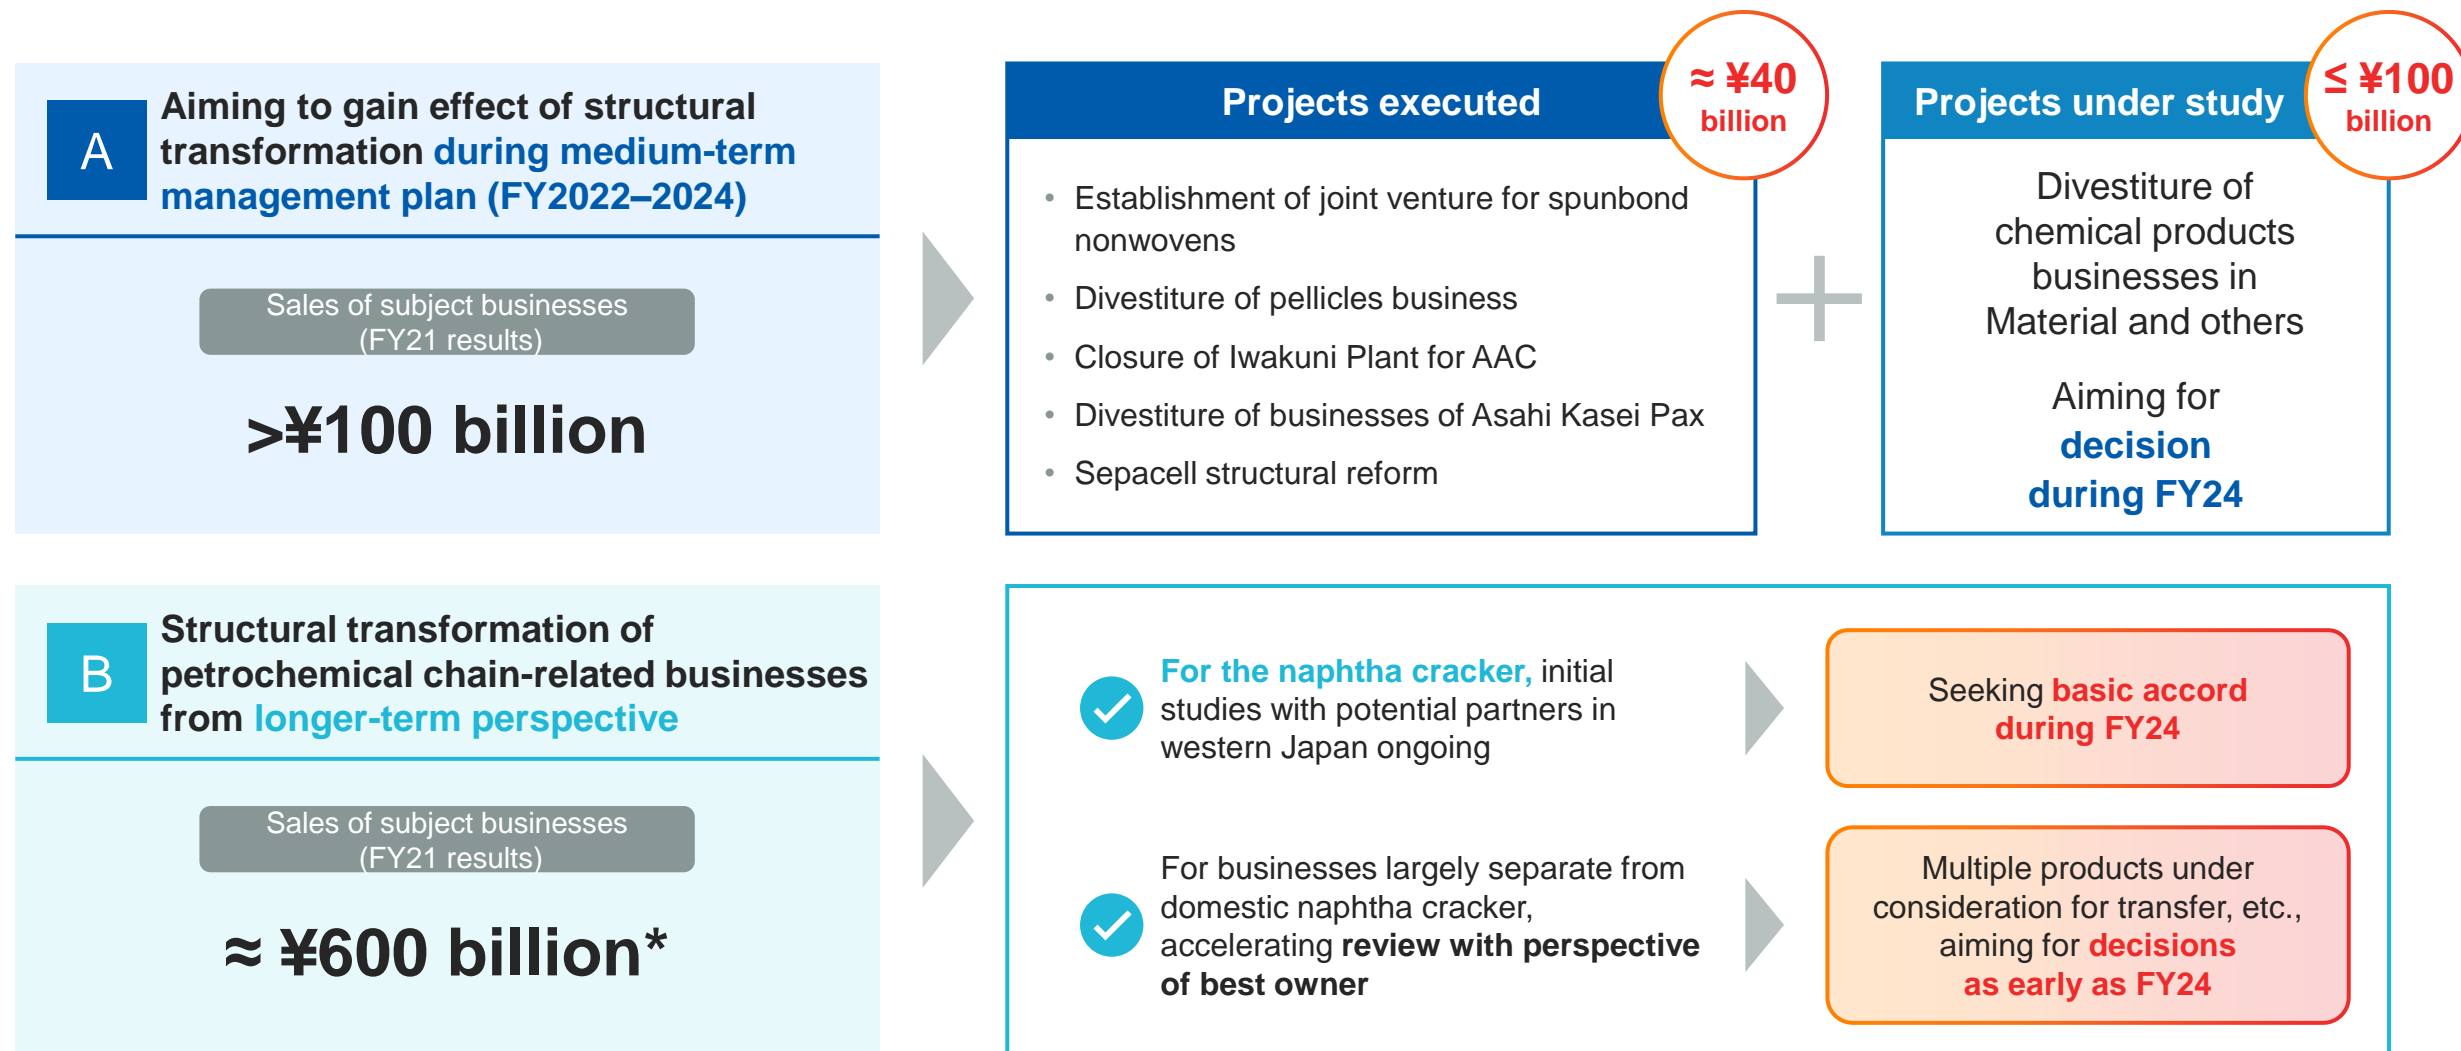 A
Aiming to gain effect of structural
transformation during medium-term
management plan (FY2022–2024)
Sales of subject businesses
(FY21 results)
>¥100 billion
Projects executed
≈ ¥40
billion
• Establishment of joint venture for spunbond
nonwovens
• Divestiture of pellicles business
• Closure of Iwakuni Plant for AAC
• Divestiture of businesses of Asahi Kasei Pax
• Sepacell structural reform
Projects under study
≤ ¥100
billion
Divestiture of
chemical products
businesses in
Material and others
Aiming for
decision
during FY24
B
Structural transformation of
petrochemical chain-related businesses
from longer-term perspective
Sales of subject businesses
(FY21 results)
≈ ¥600 billion*
For the naphtha cracker, initial
studies with potential partners in
western Japan ongoing
Seeking basic accord
during FY24
For businesses largely separate from
domestic naphtha cracker,
accelerating review with perspective
of best owner
Multiple products under
consideration for transfer, etc.,
aiming for decisions
as early as FY24